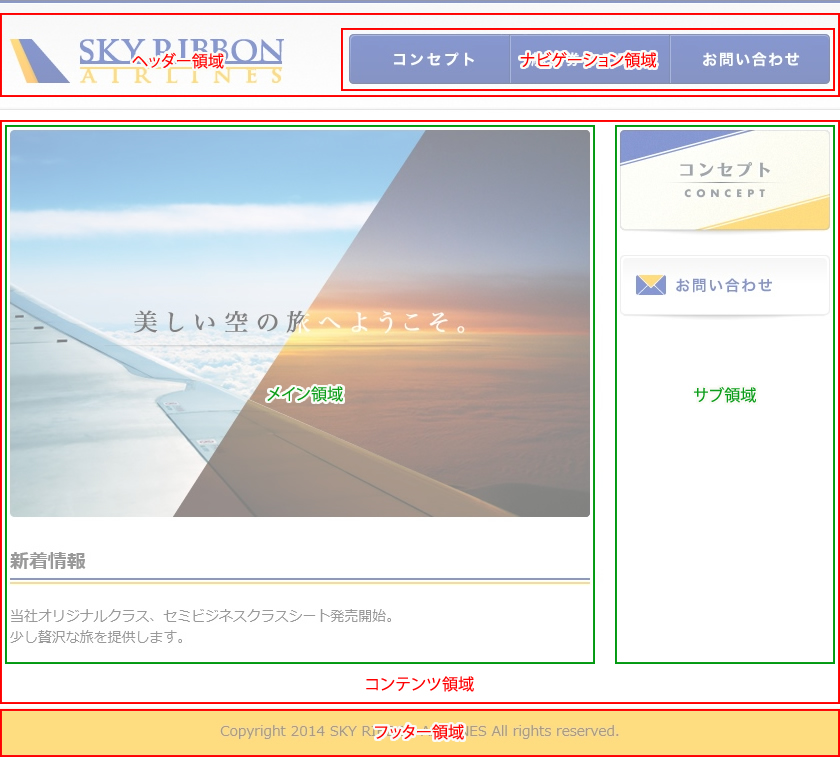 SKY RIBBON
AIRLINES
ヘッダー領域
コンセプト
ナビゲーション領域
お問い合わせ
美しい空の旅へようこそ。
メイン領域
コンセプト
CONCEPT
お問い合わせ
サブ領域
新着情報
当社オリジナルクラス、セミビジネスクラスシート発売開始。
少し贅沢な旅を提供します。
コンテンツ領域
Copyright 2014 SKY RIBBON AIRLINES All rights reserved.
フッター領域